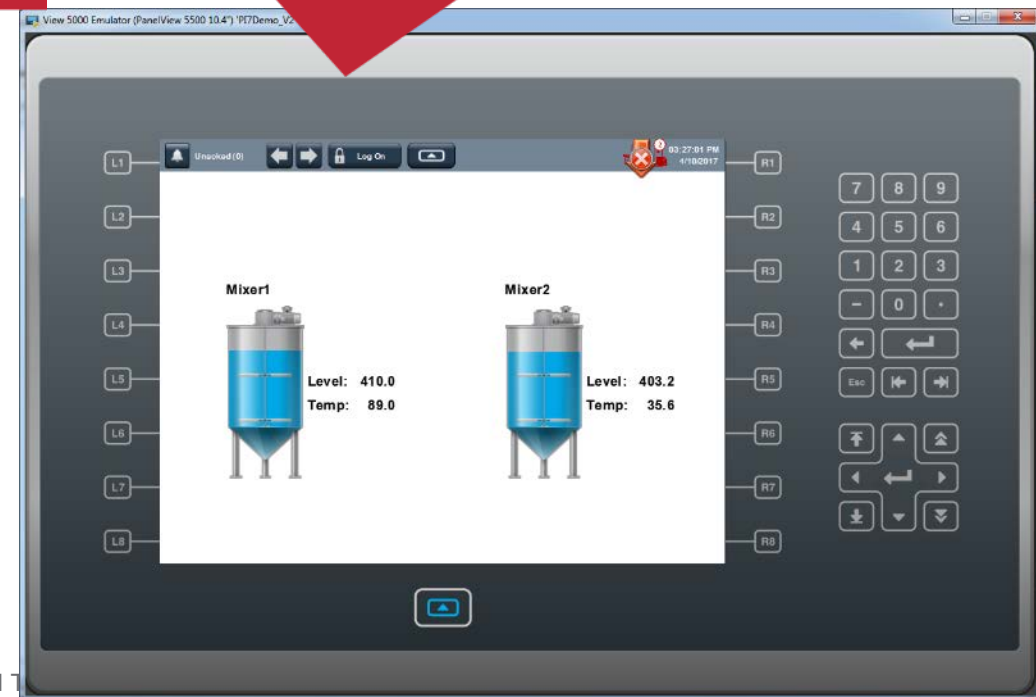 View 5000 Emulator (PanelView 5500 10.4") 'PI7Demo_V2
Unacked (0)
Log On
2
03:27:01 PM
4/10/2017
L1
L2
L3
L4
L5
L6
L7
L8
R1
R2
R3
R4
R5
R6
R7
R8
Mixer1
Level: 410.0
Temp: 89.0
Mixer2
Level: 403.2
Temp: 35.6
7 8 9
4 5 6
1 2 3
- 0 .
Esc